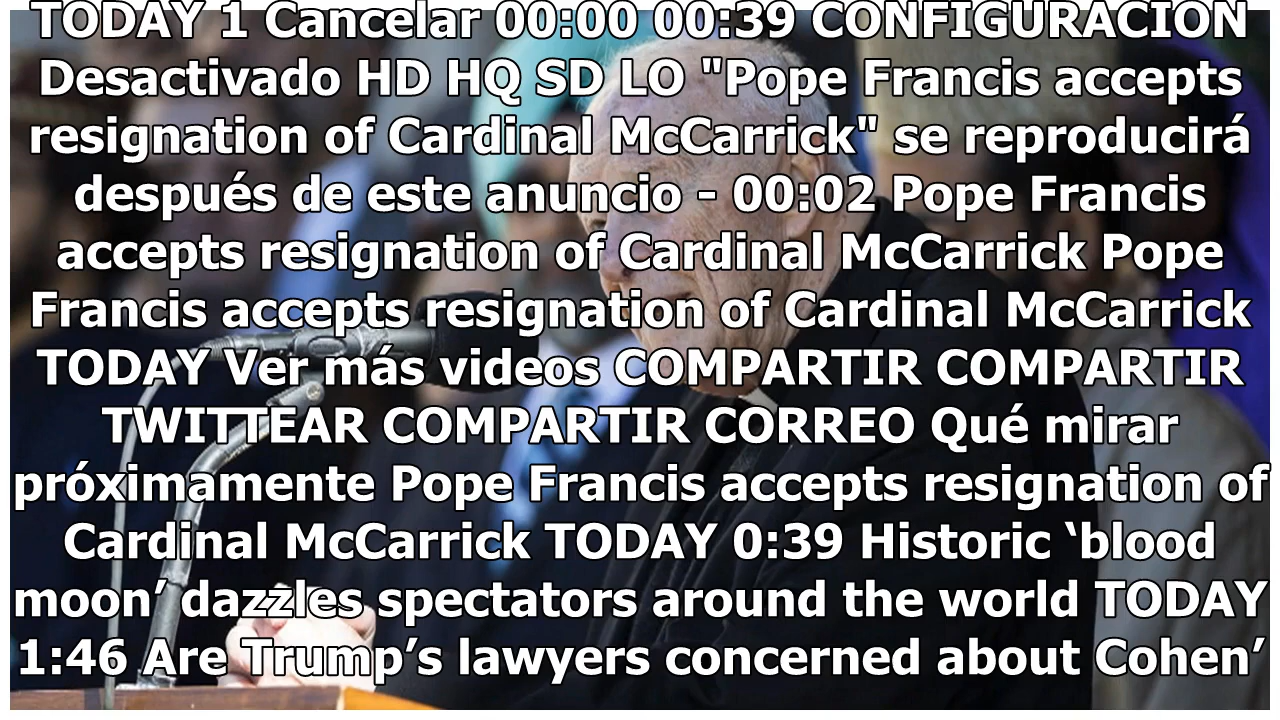 TODAY 1 Cancelar 00:00 00:39 CONFIGURACIÓN
Desactivado HD HQ SD LO "Pope Francis accepts
resignation of Cardinal McCarrick" se reproducirá
después de este anuncio - 00:02 Pope Francis
accepts resignation of Cardinal McCarrick Pope
Francis accepts resignation of Cardinal McCarrick
TODAY Ver más videos COMPARTIR COMPARTIR
TWITTEAR COMPARTIR CORREO Qué mirar
próximamente Pope Francis accepts resignation of
Cardinal McCarrick TODAY 0:39 Historic ‘blood
moon’ dazzles spectators around the world TODAY
1:46 Are Trump’s lawyers concerned about Cohen’